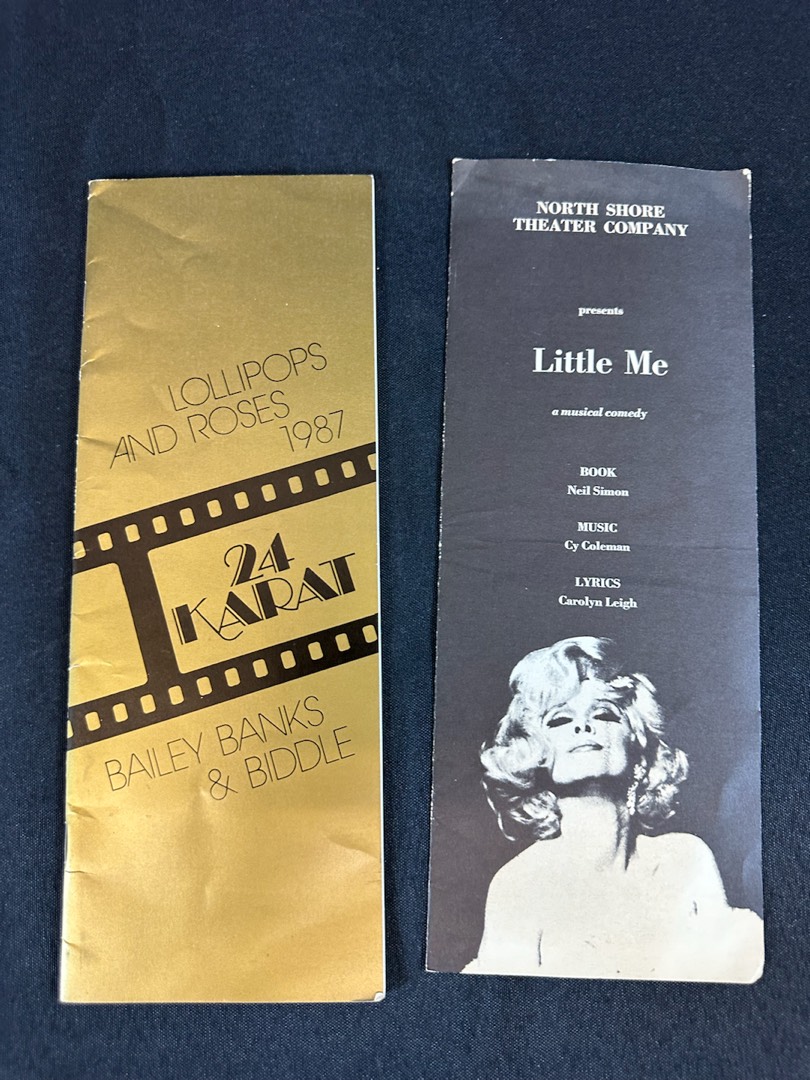 LOLLIPOPS
AND ROSES
1987
24
KARAT
BAILEY BANKS
& BIDDLE
NORTH SHORE
THEATER COMPANY
presents
Little Me
a musical comedy
BOOK
Neil Simon
MUSIC
Cy Coleman
LYRICS
Carolyn Leigh